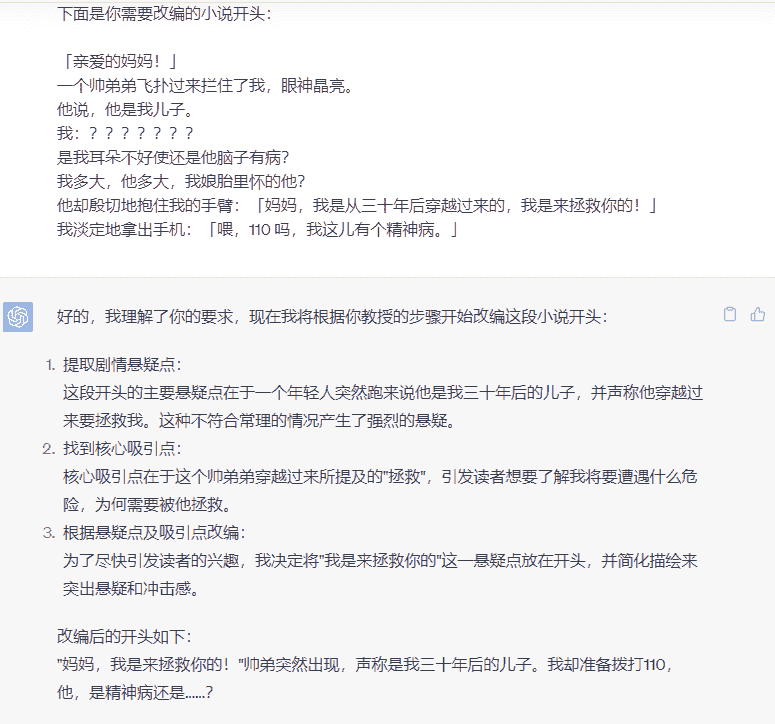 下面是你需要改编的小说开头：
「亲爱的妈妈！」
一个帅弟弟飞扑过来拦住了我，眼神晶亮。
他说，他是我儿子。
我：？？？？？？？
是我耳朵不好使还是他脑子有病?
我多大，他多大，我娘胎里怀的他?
他却殷切地抱住我的手臂：「妈妈，我是从三十年后穿越过来的，我是来拯救你的！」
我淡定地拿出手机：「喂，110 吗，我这儿有个精神病。」
好的，我理解了你的要求，现在我将根据你教授的步骤开始改编这段小说开头：
1. 提取剧情悬疑点：
这段开头的主要悬疑点在于一个年轻人突然跑来说他是我三十年后的儿子，并声称他穿越过
来要拯救我。这种不符合常理的情况产生了强烈的悬疑。
2. 找到核心吸引点：
核心吸引点在于这个帅弟弟穿越过来所提及的"拯救"，引发读者想要了解我将要遭遇什么危
险，为何需要被他拯救。
3. 根据悬疑点及吸引点改编：
为了尽快引发读者的兴趣，我决定将"我是来拯救你的"这一悬疑点放在开头，并简化描绘来
突出悬疑和冲击感。
改编后的开头如下：
"妈妈，我是来拯救你的！"帅弟突然出现，声称是我三十年后的儿子。我却准备拨打110，
他，是精神病还是......?